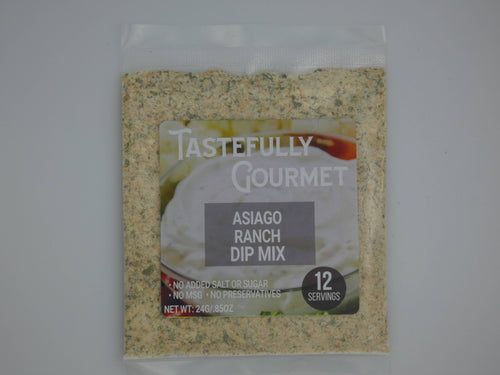 TASTEFULLY
GOURMET
ASIAGO
RANCH
DIP MIX
• NO ADDED SALT OR SUGAR
• NO MSG • NO PRESERVATIVES
12
SERVINGS
NET WT: 24G/.85OZ